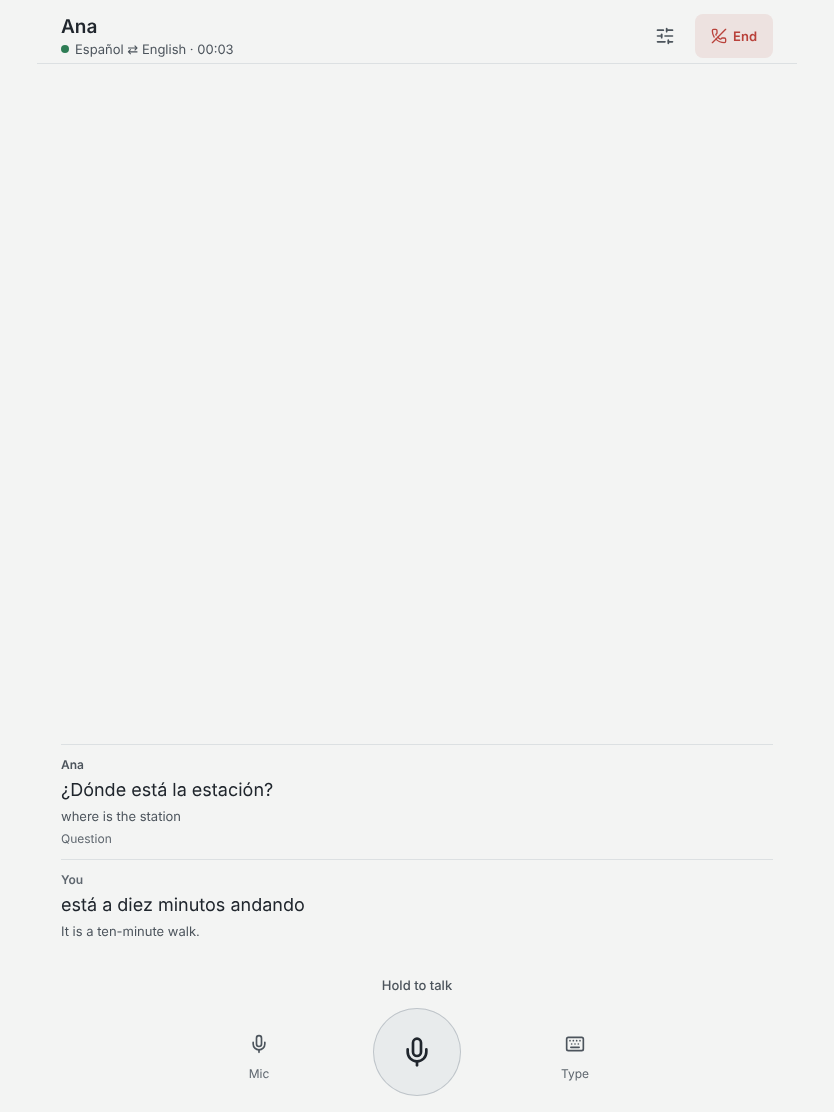 Ana
Español ⇄ English · 00:03
End
Ana
¿Dónde está la estación?
where is the station
Question
You
está a diez minutos andando
It is a ten-minute walk.
Hold to talk
Mic
Type